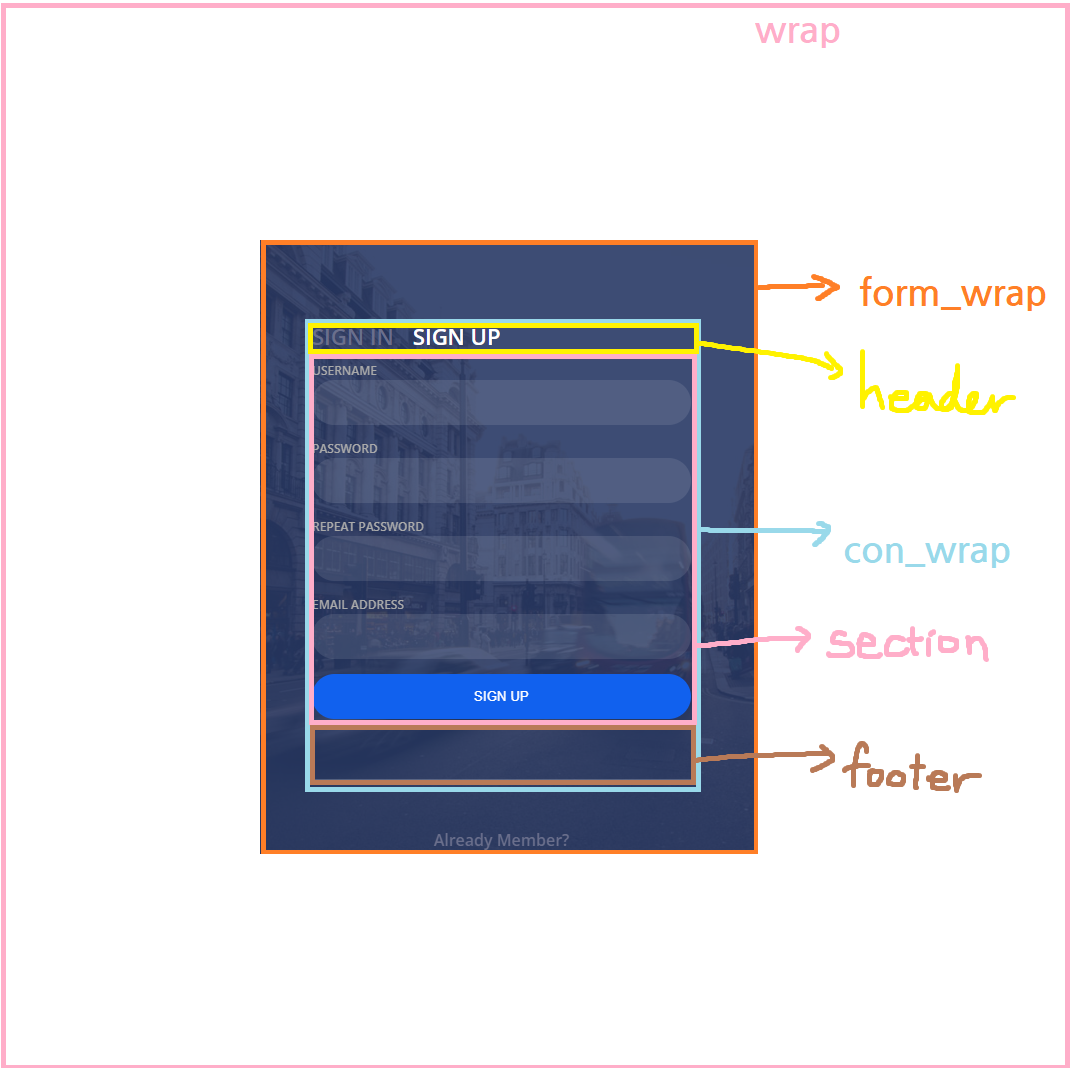 wrap
form_wrap
SIGN IN SIGN UP
header
USERNAME
PASSWORD
REPEAT PASSWORD
con_wrap
EMAIL ADDRESS
section
SIGN UP
footer
Already Member?